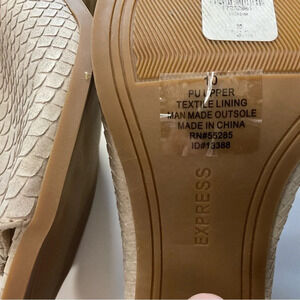 10
PU UPPER
TEXTILE LINING
MAN MADE OUTSOLE
MADE IN CHINA
RN#55285
ID#13388
EXPRESS